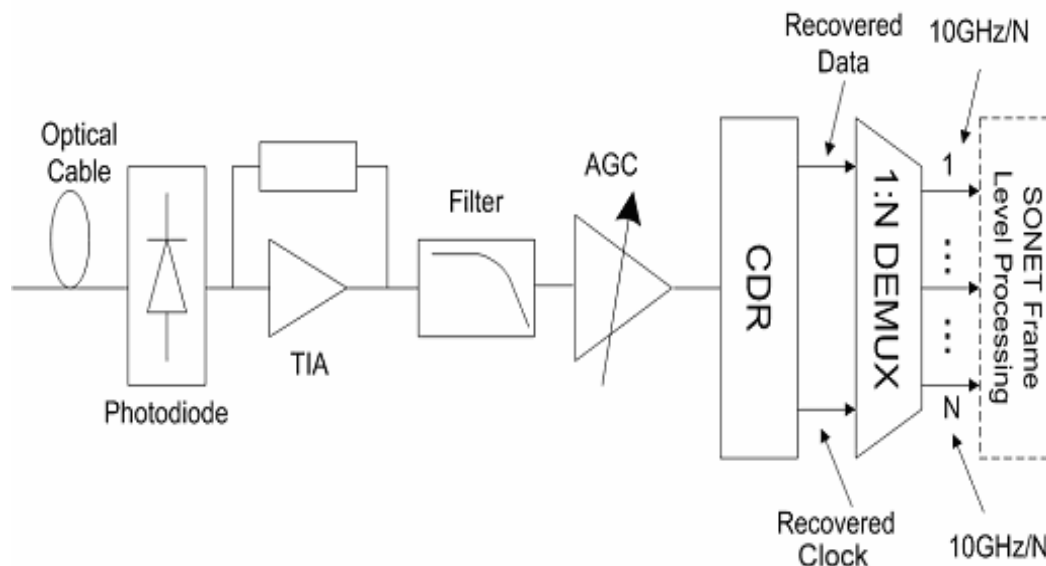 Optical
Cable
Photodiode
TIA
Filter
AGC
CDR
Recovered
Data
Recovered
Clock
1:N DEMUX
10GHz/N
1
...
...
N
10GHz/N
SONET Frame
Level Processing